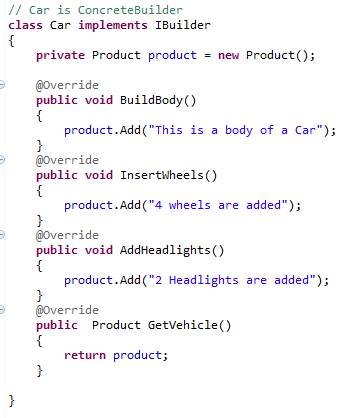 // Car is ConcreteBuilder
class Car implements IBuilder
{
    private Product product = new Product();

    @Override
    public void BuildBody()
    {
        product.Add("This is a body of a Car");
    }
    @Override
    public void InsertWheels()
    {
        product.Add("4 wheels are added");
    }
    @Override
    public void AddHeadlights()
    {
        product.Add("2 Headlights are added");
    }
    @Override
    public  Product GetVehicle()
    {
        return product;
    }

}